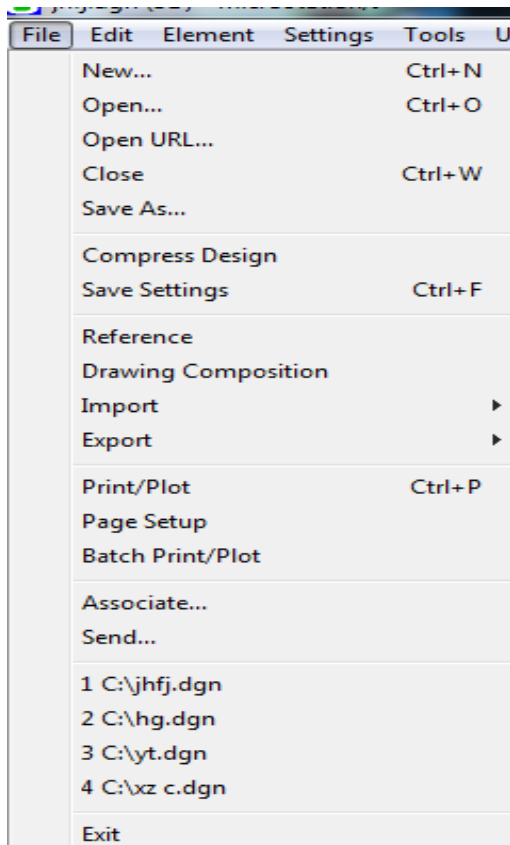 File Edit Element Settings Tools
New... Ctrl+N
Open... Ctrl+O
Open URL...
Close Ctrl+W
Save As...
Compress Design
Save Settings Ctrl+F
Reference
Drawing Composition
Import
Export
Print/Plot Ctrl+P
Page Setup
Batch Print/Plot
Associate...
Send...
1 C:\jhfj.dgn
2 C:\hg.dgn
3 C:\yt.dgn
4 C:\xz c.dgn
Exit